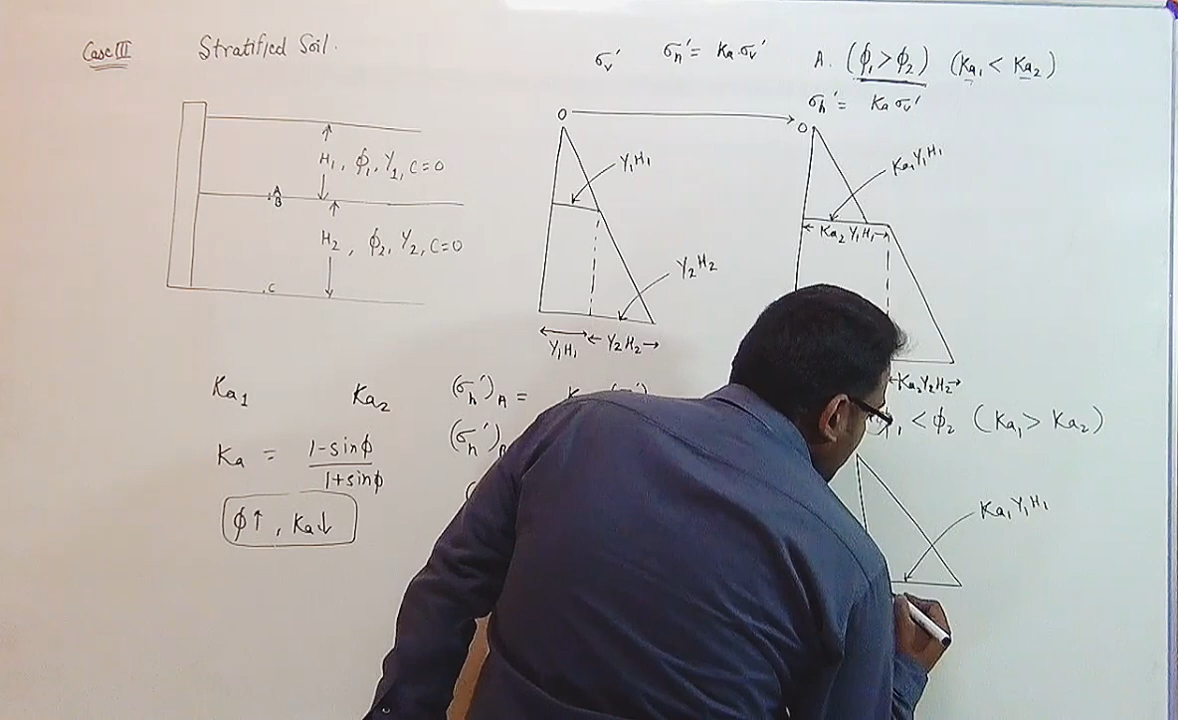 Case III Stratified Soil.
σv' σh' = Ka.σv' A. (ϕ1 > ϕ2) (Ka1 < Ka2)
σh' = Ka σv'
O O
H1, ϕ1, γ1, C=0
γ1H1
Ka1γ1H1
A
B
Ka2 γ1H1
H2, ϕ2, γ2, C=0
γ2H2
.C
γ1H1 γ2H2
Ka2γ2H2
Ka1 Ka2 (σh')A =
< ϕ2 (Ka1 > Ka2)
Ka = 1-sinϕ
1+sinϕ
(σh')
Ka1γ1H1
ϕ↑, Ka↓